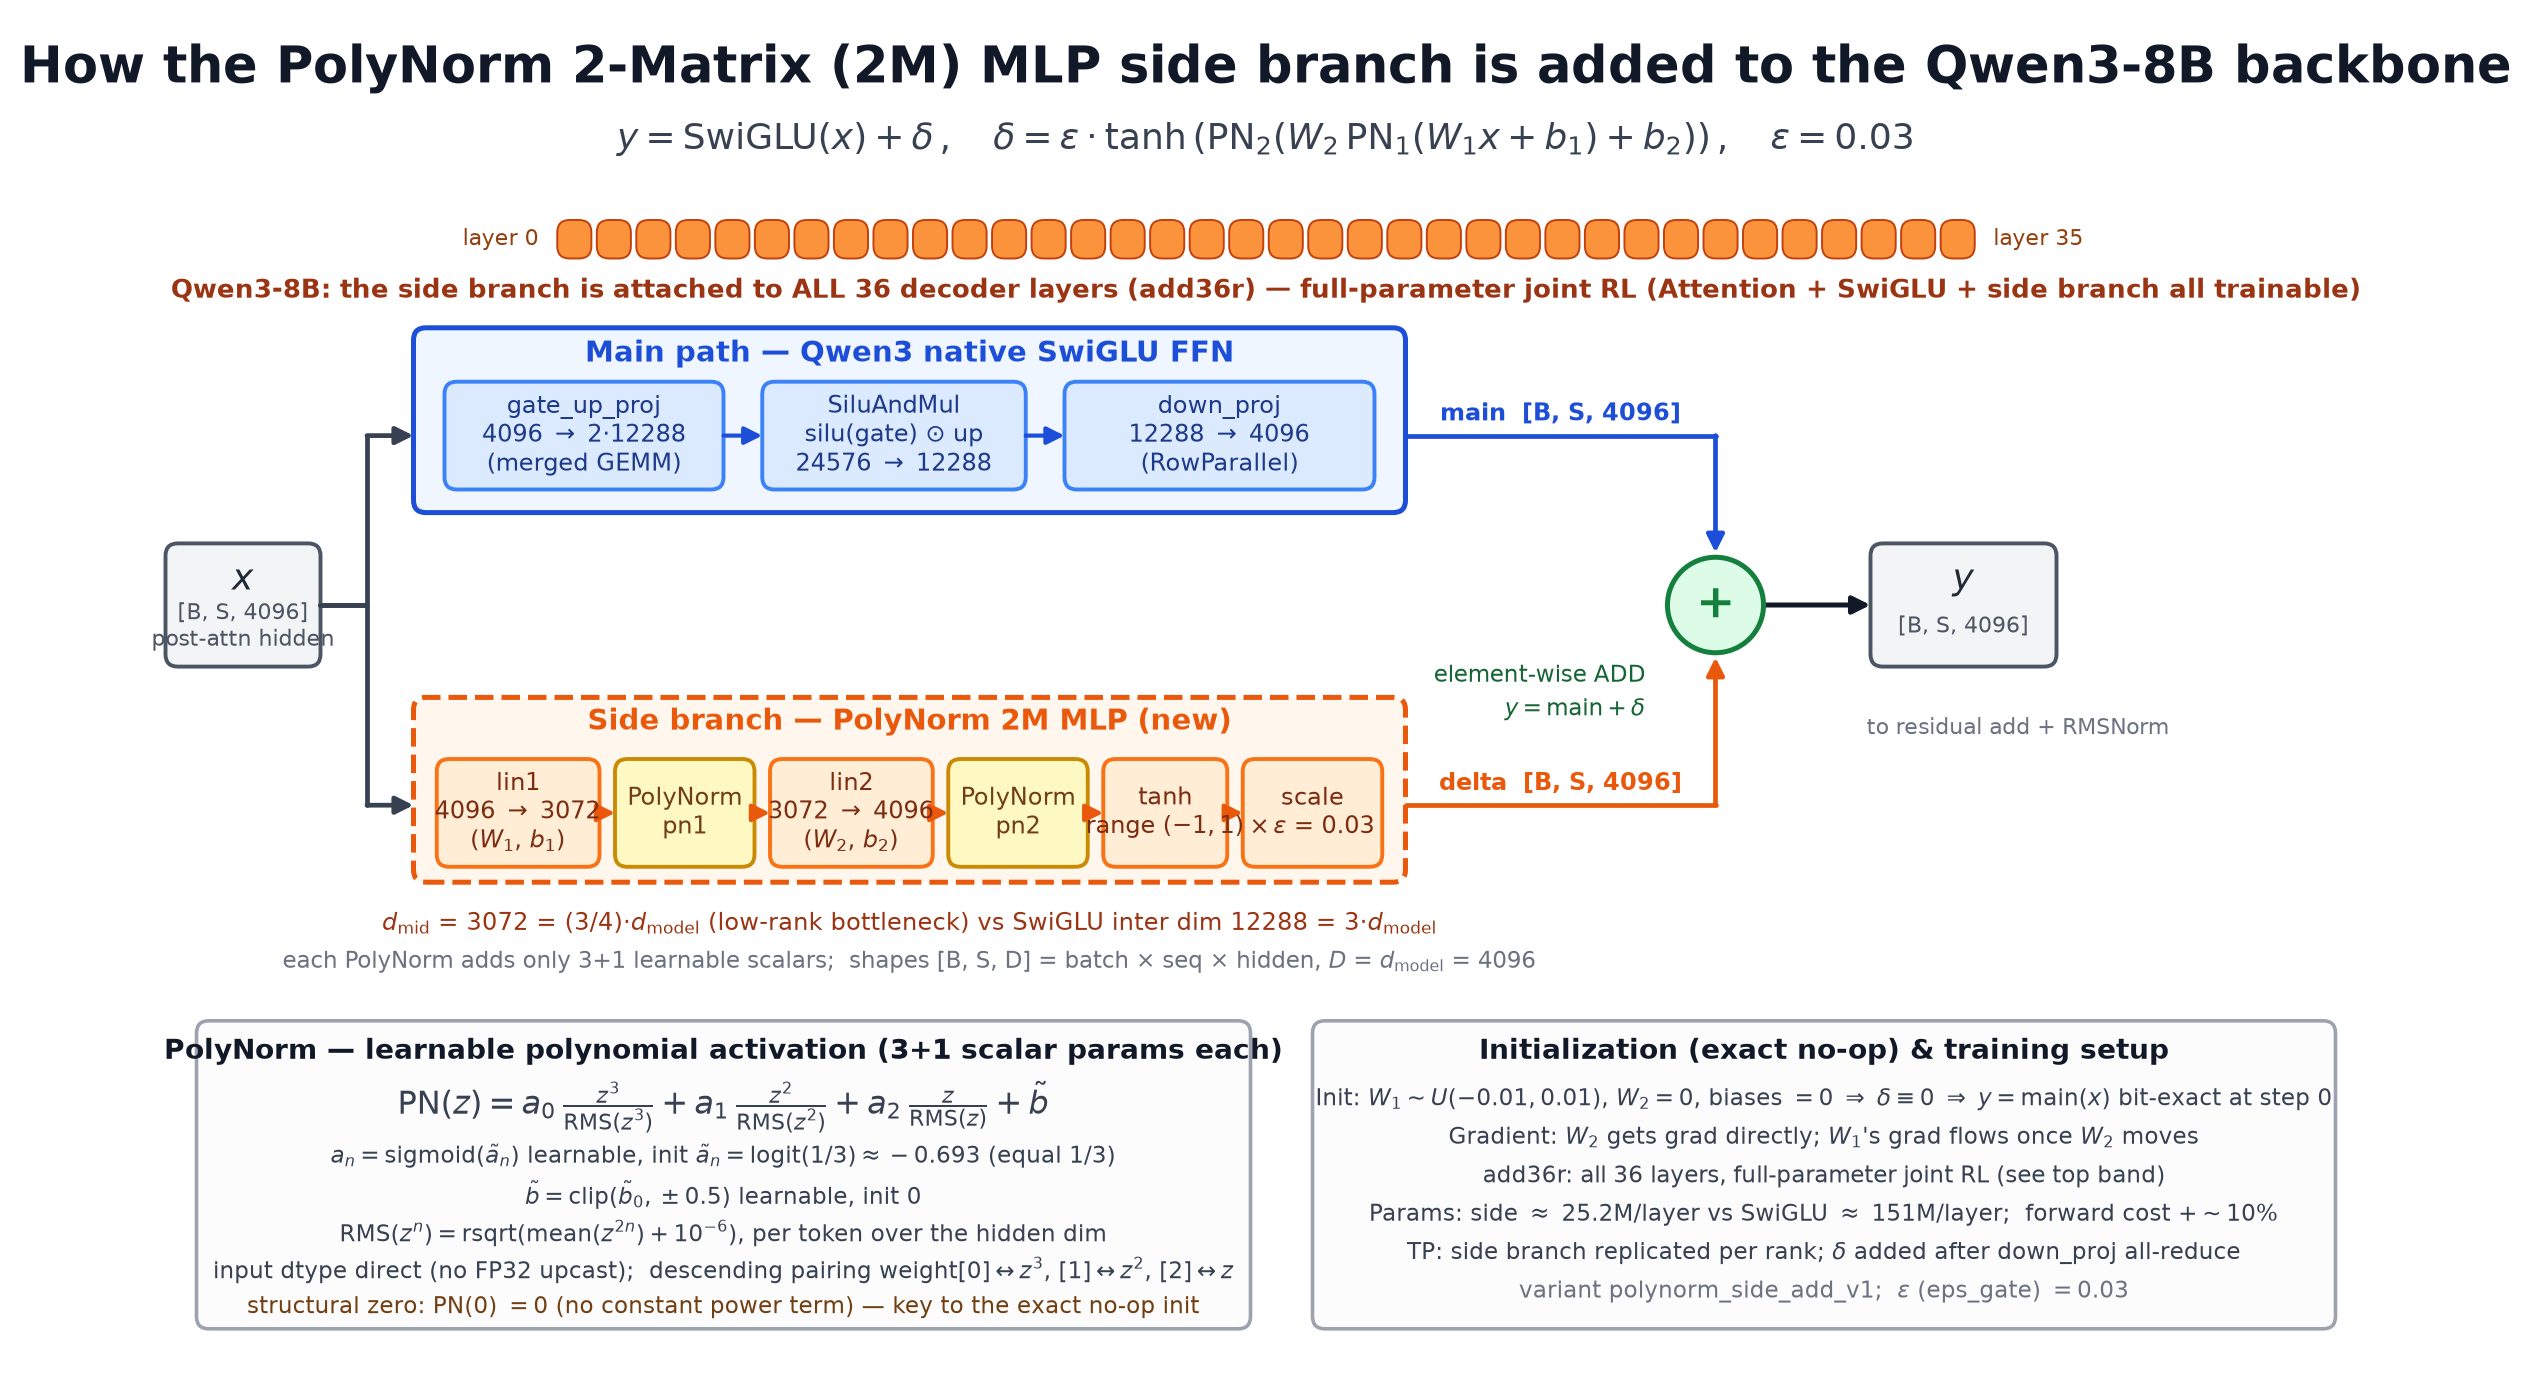 How the PolyNorm 2-Matrix (2M) MLP side branch is added to the Qwen3-8B backbone
y = SwiGLU(x) + δ ,    δ = ε · tanh (PN₂(W₂ PN₁(W₁x + b₁) + b₂)) ,    ε = 0.03
layer 0
layer 35
Qwen3-8B: the side branch is attached to ALL 36 decoder layers (add36r) — full-parameter joint RL (Attention + SwiGLU + side branch all trainable)
Main path — Qwen3 native SwiGLU FFN
gate_up_proj
4096 → 2·12288
(merged GEMM)
SiluAndMul
silu(gate) ⊙ up
24576 → 12288
down_proj
12288 → 4096
(RowParallel)
main  [B, S, 4096]
x
[B, S, 4096]
post-attn hidden
+
y
[B, S, 4096]
element-wise ADD
y = main + δ
to residual add + RMSNorm
Side branch — PolyNorm 2M MLP (new)
lin1
4096 → 3072
(W₁, b₁)
PolyNorm
pn1
lin2
3072 → 4096
(W₂, b₂)
PolyNorm
pn2
tanh
range (−1, 1)
scale
× ε = 0.03
delta  [B, S, 4096]
d_mid = 3072 = (3/4)·d_model (low-rank bottleneck) vs SwiGLU inter dim 12288 = 3·d_model
each PolyNorm adds only 3+1 learnable scalars;  shapes [B, S, D] = batch × seq × hidden, D = d_model = 4096
PolyNorm — learnable polynomial activation (3+1 scalar params each)
PN(z) = a₀ z³/RMS(z³) + a₁ z²/RMS(z²) + a₂ z/RMS(z) + b̃
aₙ = sigmoid(ãₙ) learnable, init ãₙ = logit(1/3) ≈ −0.693 (equal 1/3)
b̃ = clip(b̃₀, ±0.5) learnable, init 0
RMS(zⁿ) = rsqrt(mean(z²ⁿ) + 10⁻⁶), per token over the hidden dim
input dtype direct (no FP32 upcast);  descending pairing weight[0]↔z³, [1]↔z², [2]↔z
structural zero: PN(0) = 0 (no constant power term) — key to the exact no-op init
Initialization (exact no-op) & training setup
Init: W₁ ~ U(−0.01, 0.01), W₂ = 0, biases = 0 ⇒ δ ≡ 0 ⇒ y = main(x) bit-exact at step 0
Gradient: W₂ gets grad directly; W₁'s grad flows once W₂ moves
add36r: all 36 layers, full-parameter joint RL (see top band)
Params: side ≈ 25.2M/layer vs SwiGLU ≈ 151M/layer;  forward cost + ~ 10%
TP: side branch replicated per rank; δ added after down_proj all-reduce
variant polynorm_side_add_v1;  ε (eps_gate) = 0.03